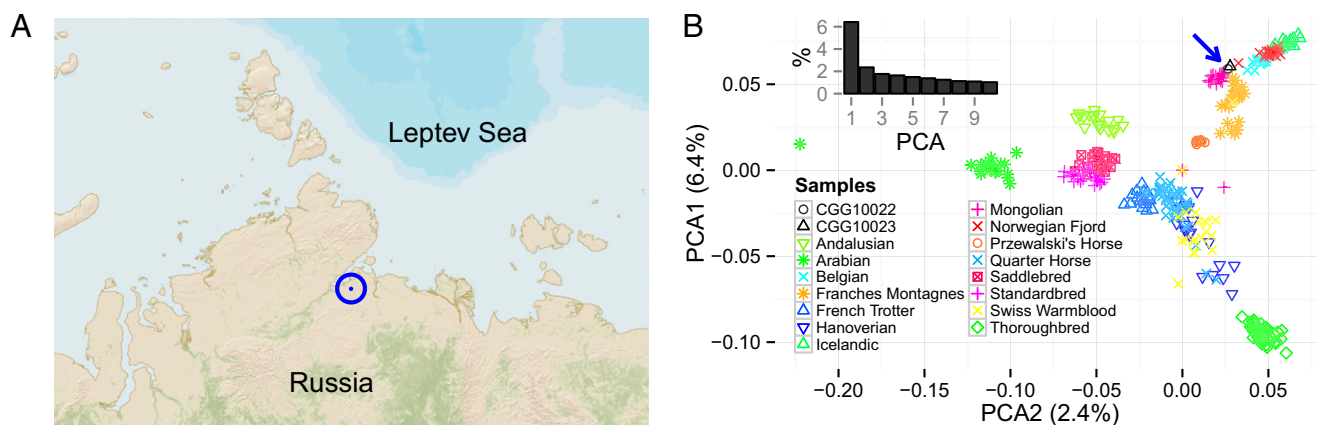 A
Leptev Sea
Russia
B
%
6
4
2
0
1 3 5 7 9
PCA
PCA1 (6.4%)
0.05
0.00
−0.05
−0.10
Samples
CGG10022
CGG10023
Andalusian
Arabian
Belgian
Franches Montagnes
French Trotter
Hanoverian
Icelandic
Mongolian
Norwegian Fjord
Przewalski's Horse
Quarter Horse
Saddlebred
Standardbred
Swiss Warmblood
Thoroughbred
−0.20 −0.15 −0.10 −0.05 0.00 0.05
PCA2 (2.4%)